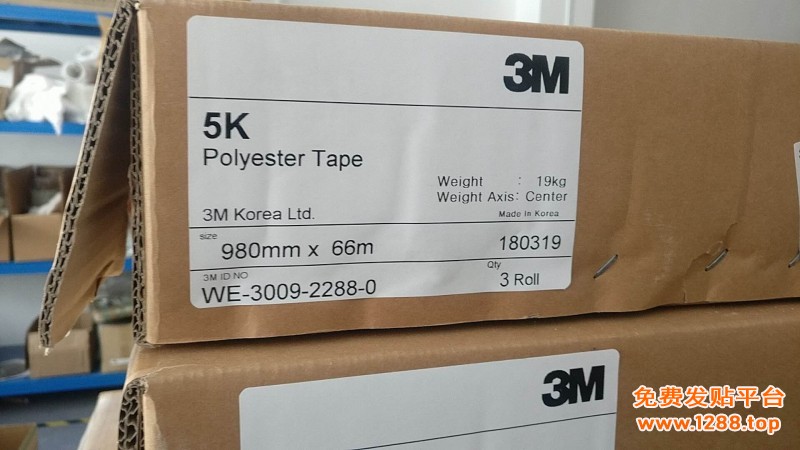 3M
5K
Polyester Tape
Weight : 19kg
Weight Axis: Center
3M Korea Ltd.
Made In Korea
size
980mm x 66m
180319
3M ID NO
WE-3009-2288-0
Qty
3 Roll
3M
免费发贴平台
www.1288.top